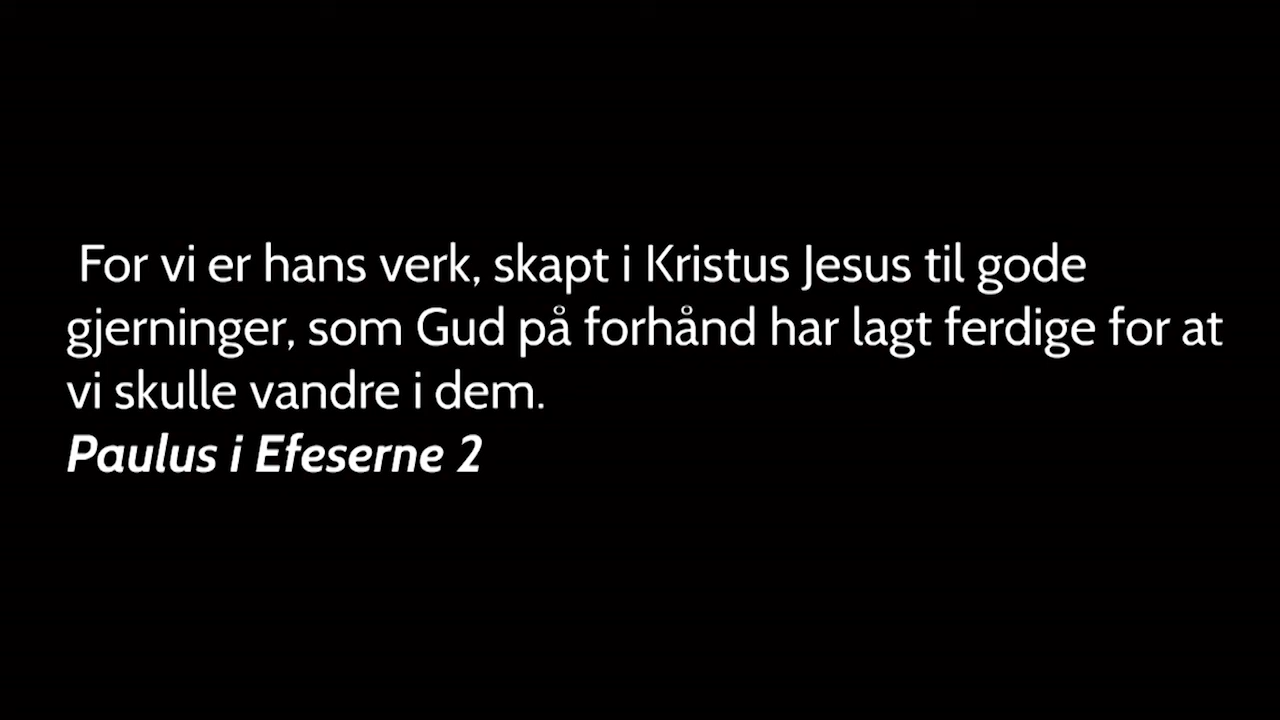 For vi er hans verk, skapt i Kristus Jesus til gode
gjerninger, som Gud på forhånd har lagt ferdige for at
vi skulle vandre i dem.
Paulus i Efeserne 2